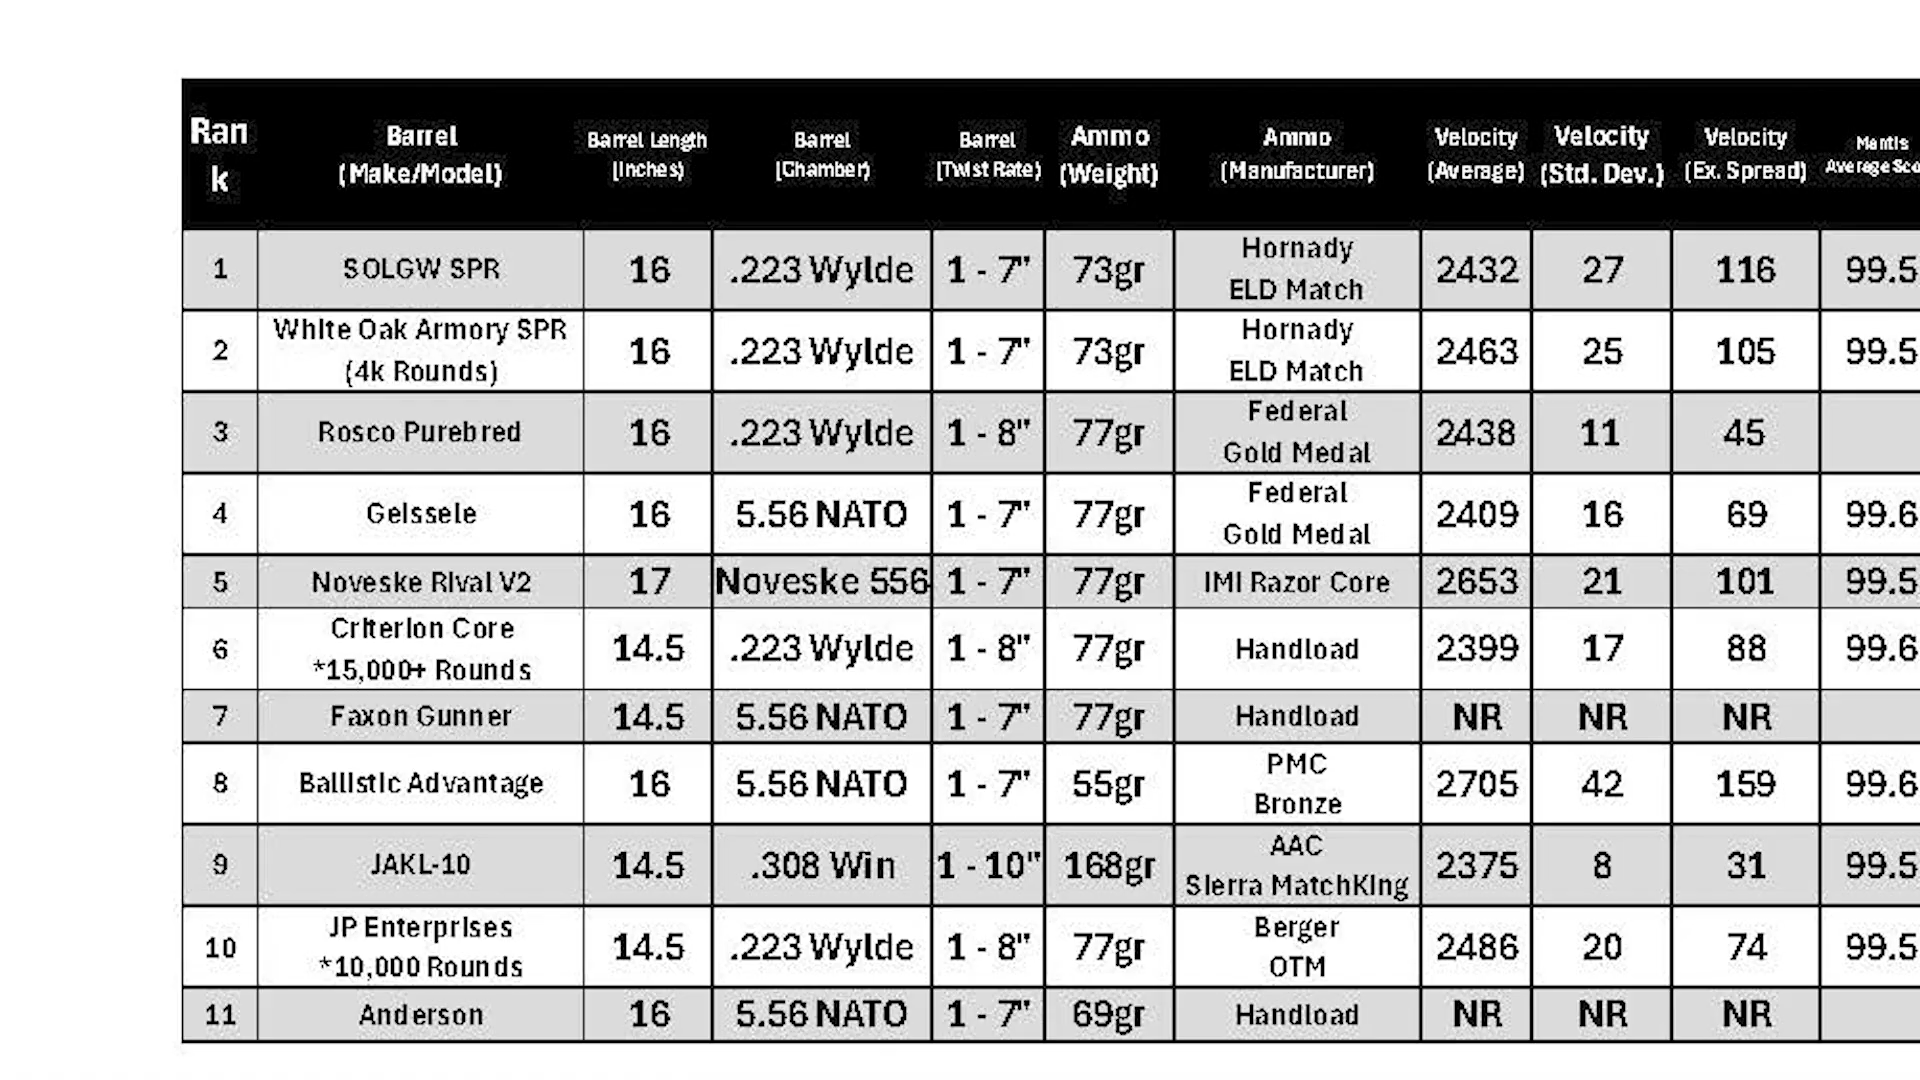 Ran
k
Barrel
(Make/Model)
Barrel Length
(Inches)
Barrel
(Chamber)
Barrel
(Twist Rate)
Ammo
(Weight)
Ammo
(Manufacturer)
Velocity
(Average)
Velocity
(Std. Dev.)
Velocity
(Ex. Spread)
Mantis
Average Sco
1 SOLGW SPR 16 .223 Wylde 1 - 7" 73gr Hornady
ELD Match 2432 27 116 99.5
2 White Oak Armory SPR
(4k Rounds) 16 .223 Wylde 1 - 7" 73gr Hornady
ELD Match 2463 25 105 99.5
3 Rosco Purebred 16 .223 Wylde 1 - 8" 77gr Federal
Gold Medal 2438 11 45
4 Geissele 16 5.56 NATO 1 - 7" 77gr Federal
Gold Medal 2409 16 69 99.6
5 Noveske Rival V2 17 Noveske 556 1 - 7" 77gr IMI Razor Core 2653 21 101 99.5
6 Criterion Core
*15,000+ Rounds 14.5 .223 Wylde 1 - 8" 77gr Handload 2399 17 88 99.6
7 Faxon Gunner 14.5 5.56 NATO 1 - 7" 77gr Handload NR NR NR
8 Ballistic Advantage 16 5.56 NATO 1 - 7" 55gr PMC
Bronze 2705 42 159 99.6
9 JAKL-10 14.5 .308 Win 1 - 10" 168gr AAC
Sierra MatchKing 2375 8 31 99.5
10 JP Enterprises
*10,000 Rounds 14.5 .223 Wylde 1 - 8" 77gr Berger
OTM 2486 20 74 99.5
11 Anderson 16 5.56 NATO 1 - 7" 69gr Handload NR NR NR